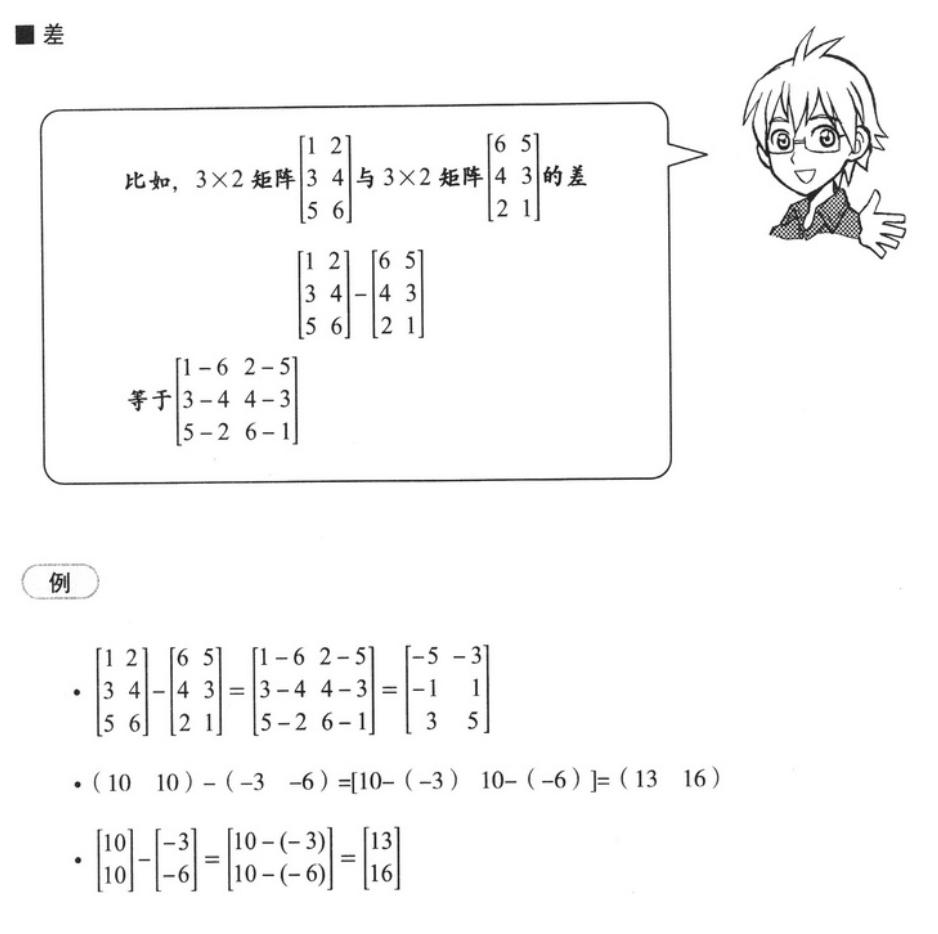 ■ 差
比如，3×2 矩阵 [1 2; 3 4; 5 6] 与 3×2 矩阵 [6 5; 4 3; 2 1] 的差
[1 2; 3 4; 5 6] − [6 5; 4 3; 2 1]
等于 [1−6 2−5; 3−4 4−3; 5−2 6−1]
例
• [1 2; 3 4; 5 6] − [6 5; 4 3; 2 1] = [1−6 2−5; 3−4 4−3; 5−2 6−1] = [−5 −3; −1 1; 3 5]
•（10 10）−（−3 −6）=[10−（−3） 10−（−6）]=（13 16）
• [10; 10] − [−3; −6] = [10−(−3); 10−(−6)] = [13; 16]